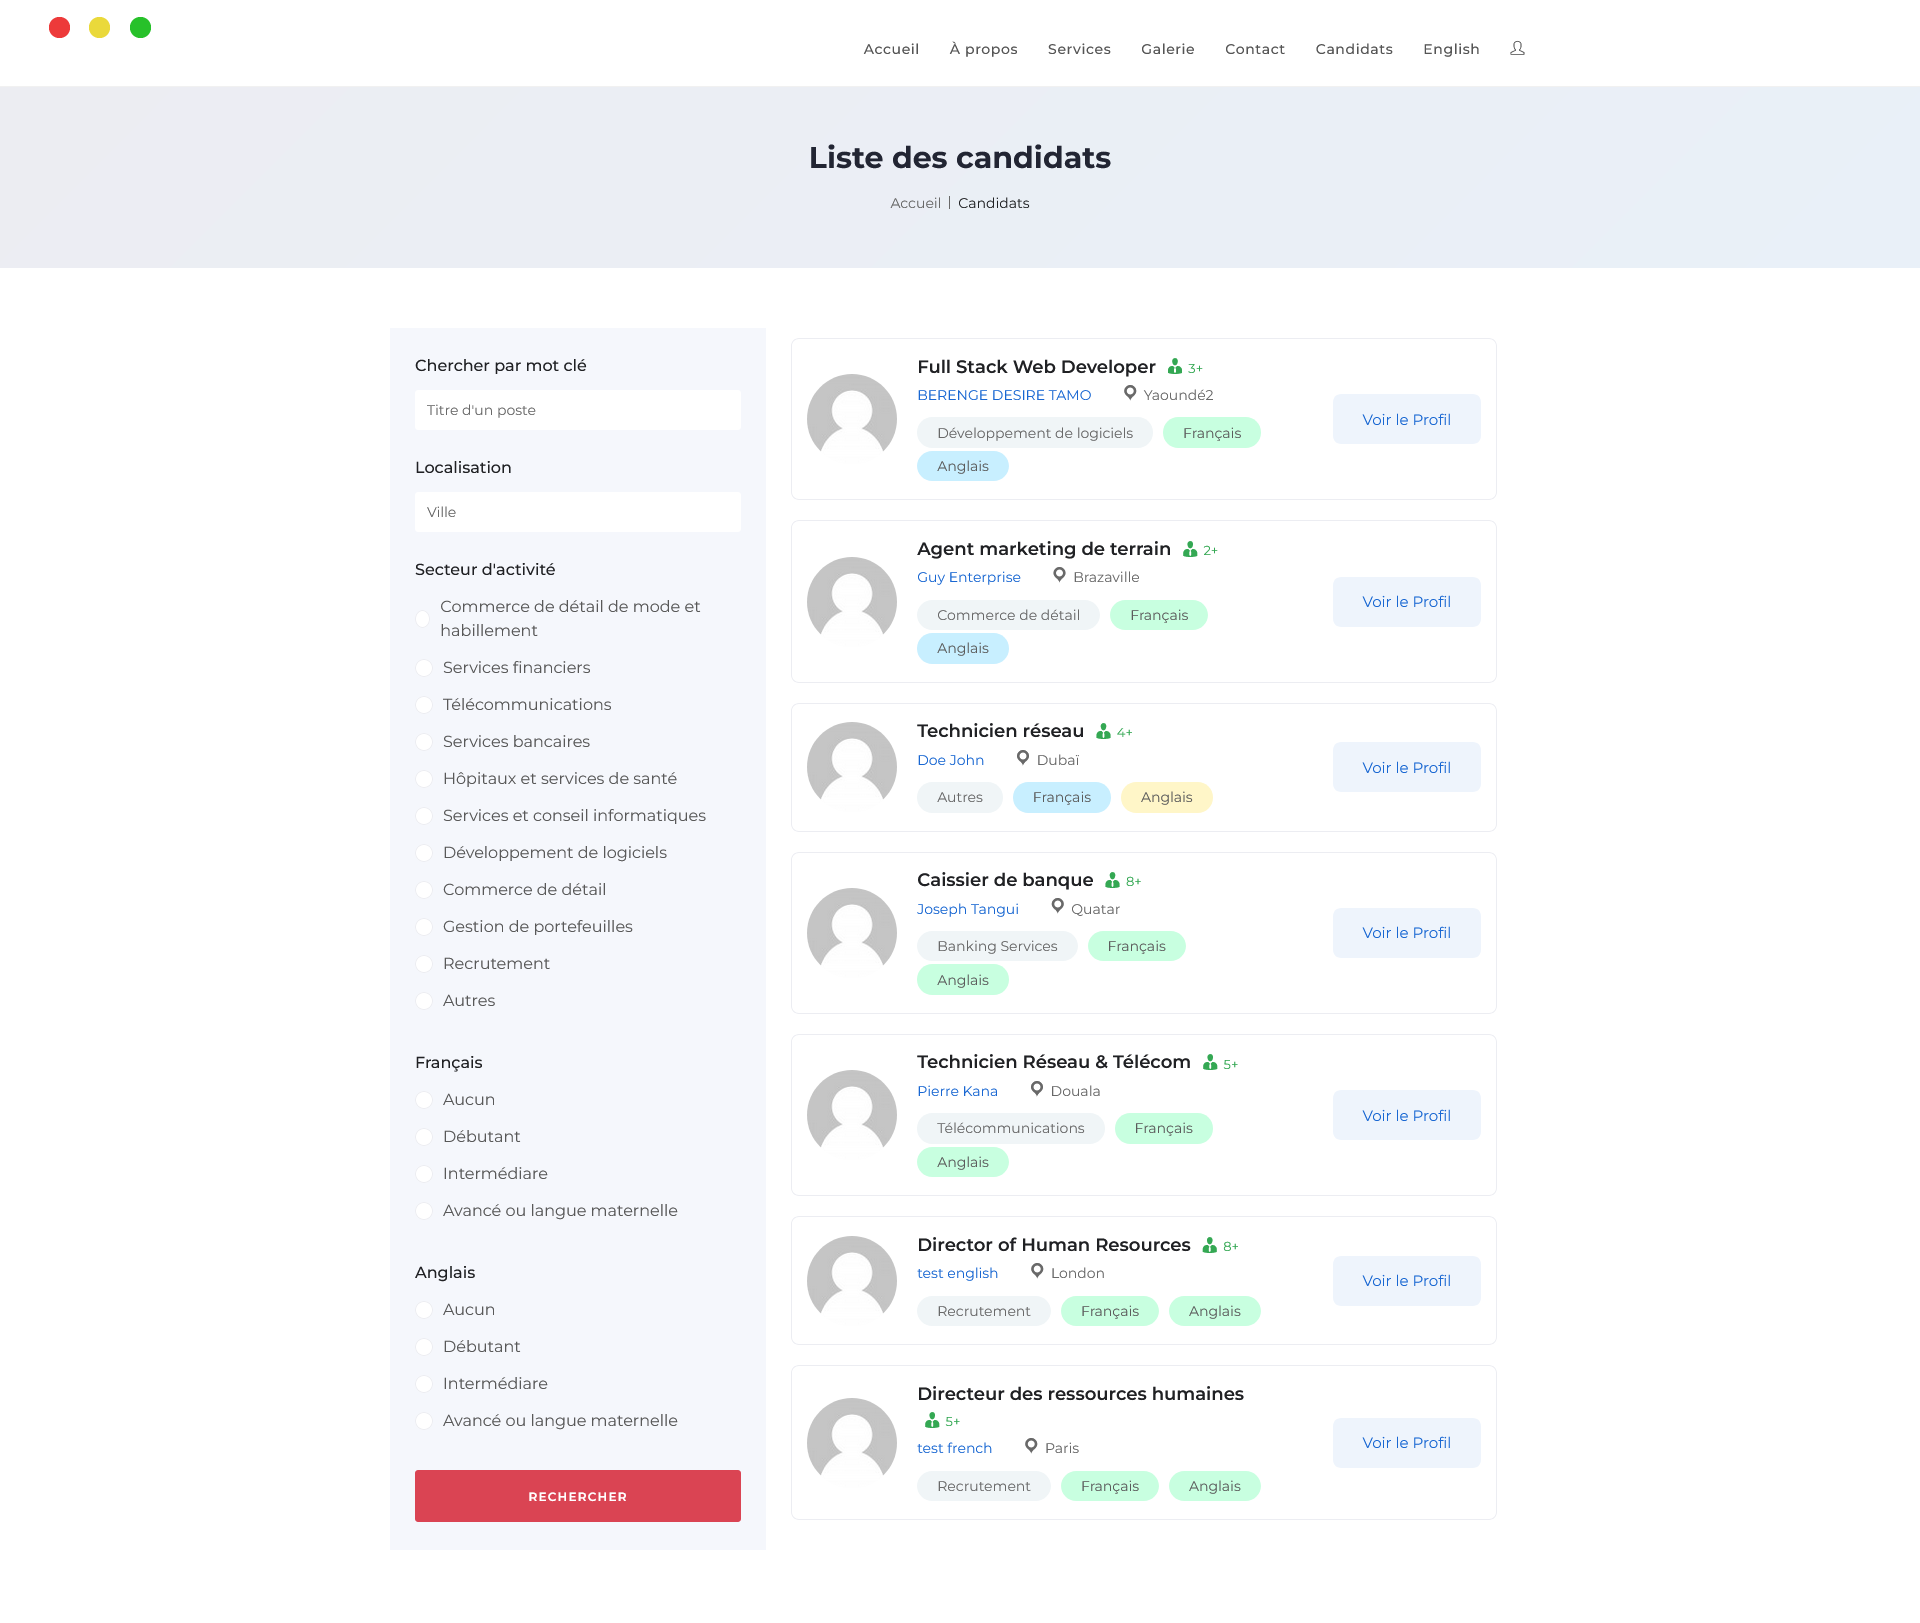 Accueil À propos Services Galerie Contact Candidats English
Liste des candidats
Accueil | Candidats
Chercher par mot clé
Titre d'un poste
Localisation
Ville
Secteur d'activité
Commerce de détail de mode et
habillement
Services financiers
Télécommunications
Services bancaires
Hôpitaux et services de santé
Services et conseil informatiques
Développement de logiciels
Commerce de détail
Gestion de portefeuilles
Recrutement
Autres
Français
Aucun
Débutant
Intermédiare
Avancé ou langue maternelle
Anglais
Aucun
Débutant
Intermédiare
Avancé ou langue maternelle
RECHERCHER
Full Stack Web Developer 3+
BERENGE DESIRE TAMO Yaoundé2
Développement de logiciels Français
Anglais
Voir le Profil
Agent marketing de terrain 2+
Guy Enterprise Brazaville
Commerce de détail Français
Anglais
Voir le Profil
Technicien réseau 4+
Doe John Dubaï
Autres Français Anglais
Voir le Profil
Caissier de banque 8+
Joseph Tangui Quatar
Banking Services Français
Anglais
Voir le Profil
Technicien Réseau & Télécom 5+
Pierre Kana Douala
Télécommunications Français
Anglais
Voir le Profil
Director of Human Resources 8+
test english London
Recrutement Français Anglais
Voir le Profil
Directeur des ressources humaines
5+
test french Paris
Recrutement Français Anglais
Voir le Profil